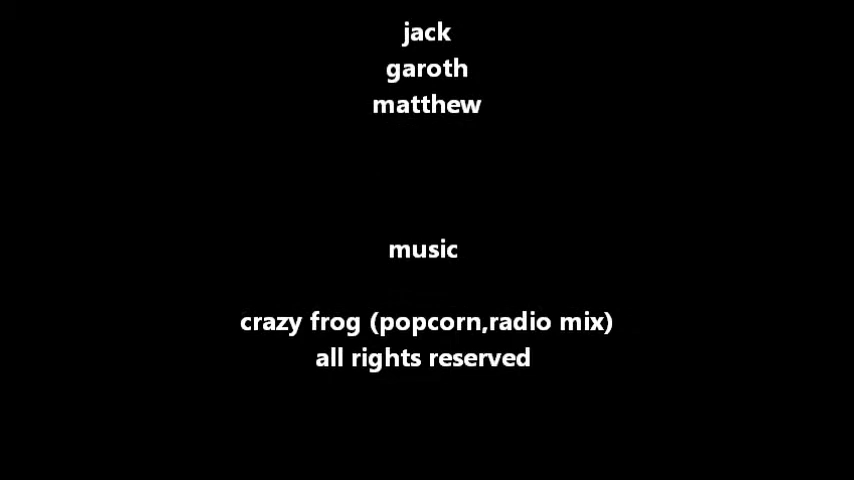 jack
garoth
matthew
music
crazy frog (popcorn,radio mix)
all rights reserved